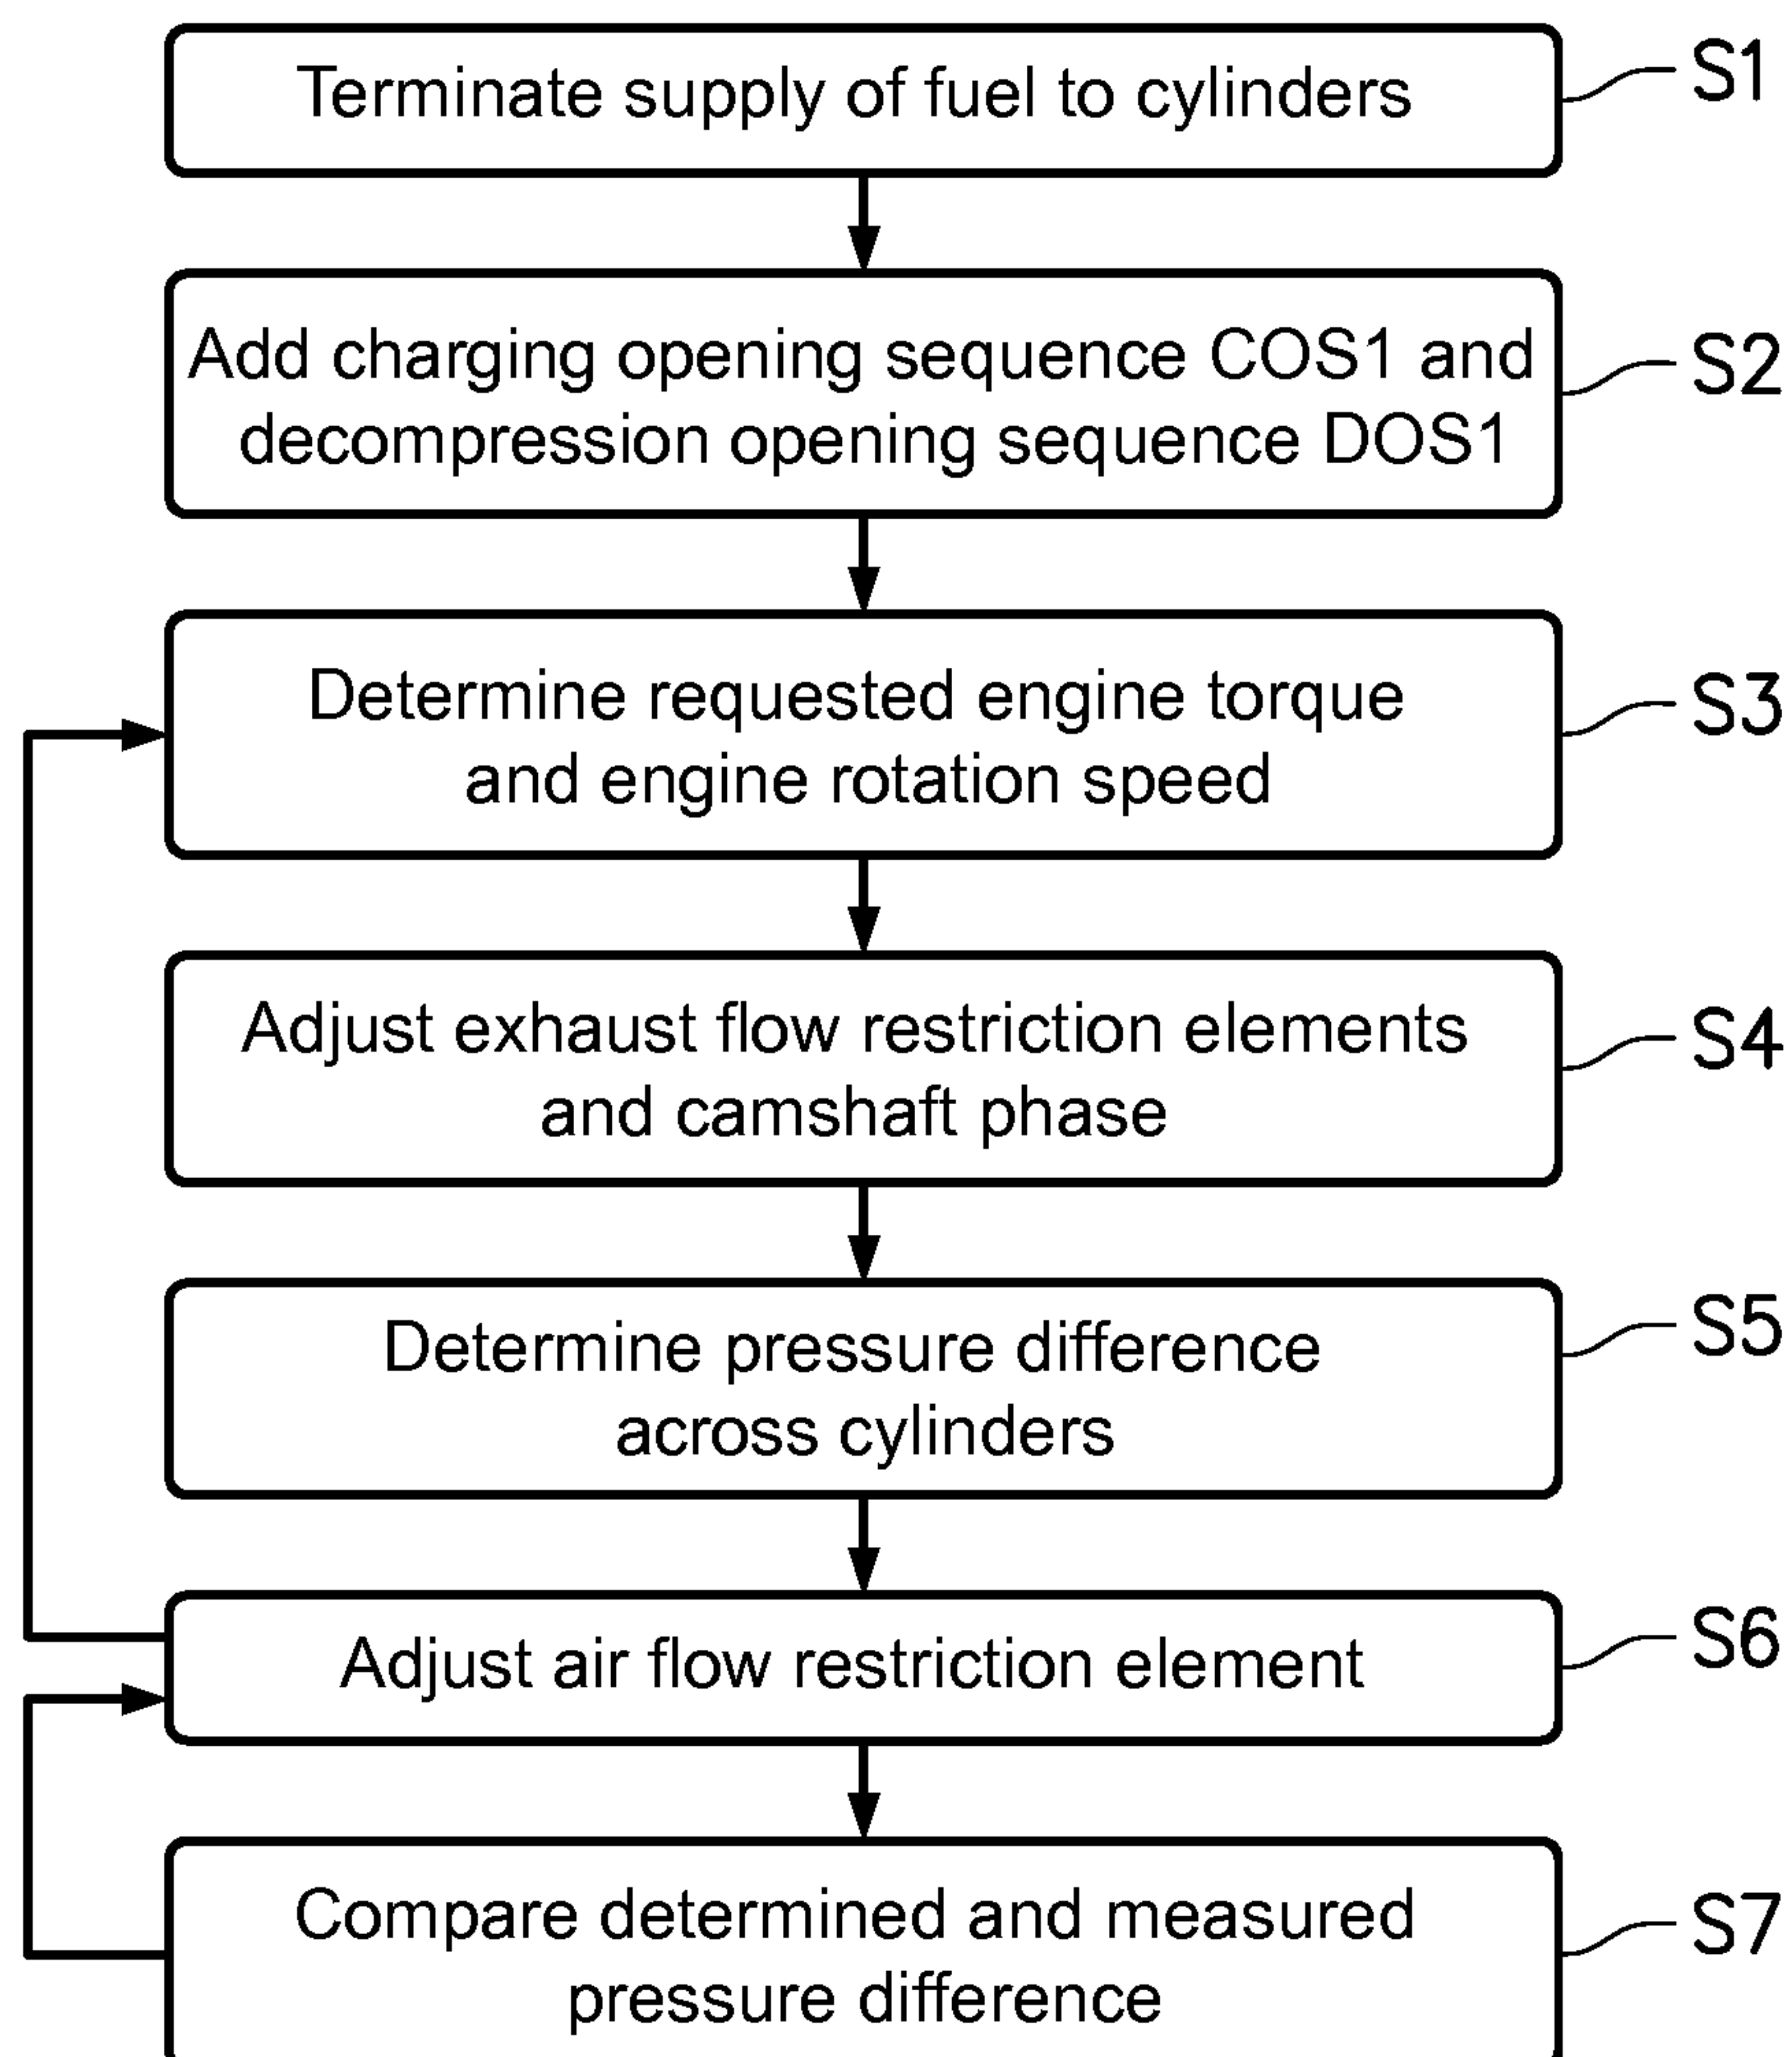 Terminate supply of fuel to cylinders
S1
Add charging opening sequence COS1 and
decompression opening sequence DOS1
S2
Determine requested engine torque
and engine rotation speed
S3
Adjust exhaust flow restriction elements
and camshaft phase
S4
Determine pressure difference
across cylinders
S5
Adjust air flow restriction element
S6
Compare determined and measured
pressure difference
S7